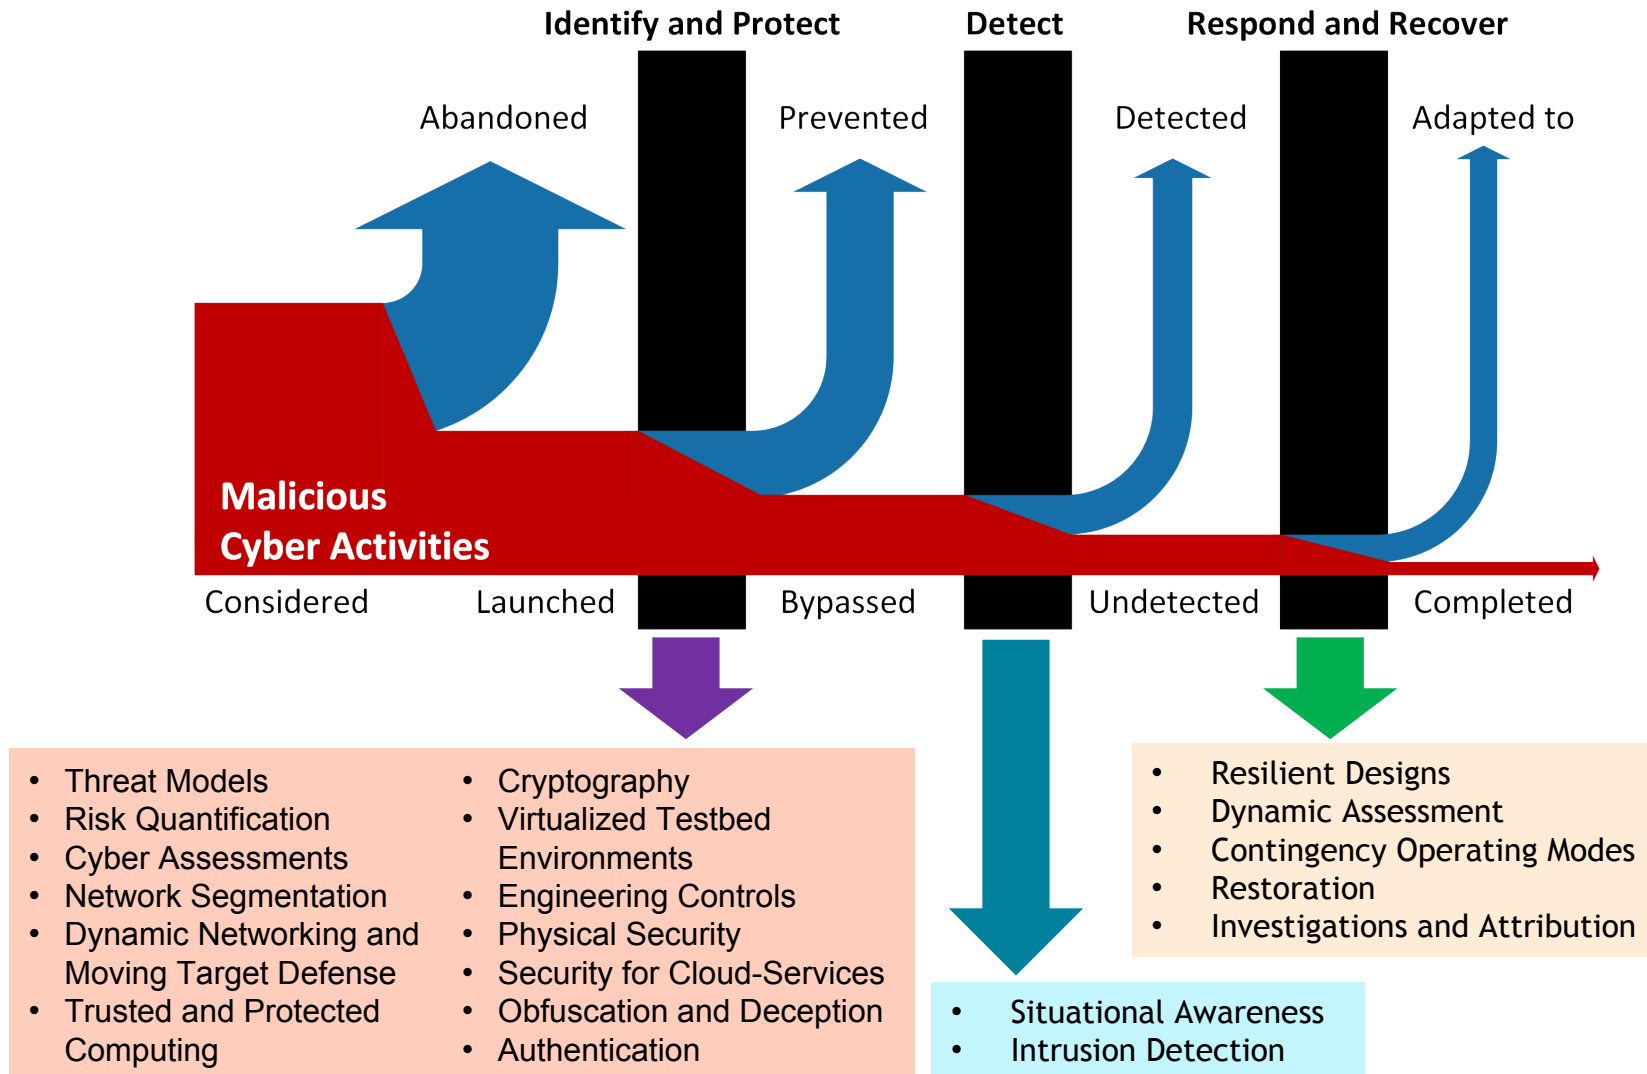 Identify and Protect
Detect
Respond and Recover
Abandoned
Prevented
Detected
Adapted to
Malicious
Cyber Activities
Considered
Launched
Bypassed
Undetected
Completed
• Threat Models
• Risk Quantification
• Cyber Assessments
• Network Segmentation
• Dynamic Networking and
Moving Target Defense
• Trusted and Protected
Computing
• Cryptography
• Virtualized Testbed
Environments
• Engineering Controls
• Physical Security
• Security for Cloud-Services
• Obfuscation and Deception
• Authentication
• Situational Awareness
• Intrusion Detection
• Resilient Designs
• Dynamic Assessment
• Contingency Operating Modes
• Restoration
• Investigations and Attribution